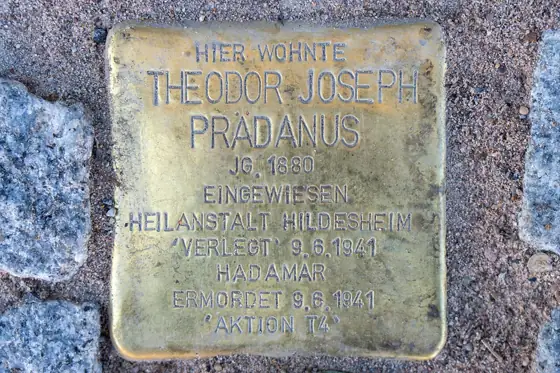 HIER WOHNTE
THEODOR JOSEPH
PRÄDANUS
JG. 1880
EINGEWIESEN
HEILANSTALT HILDESHEIM
'VERLEGT' 9.6.1941
HADAMAR
ERMORDET 9.6.1941
'AKTION T4'